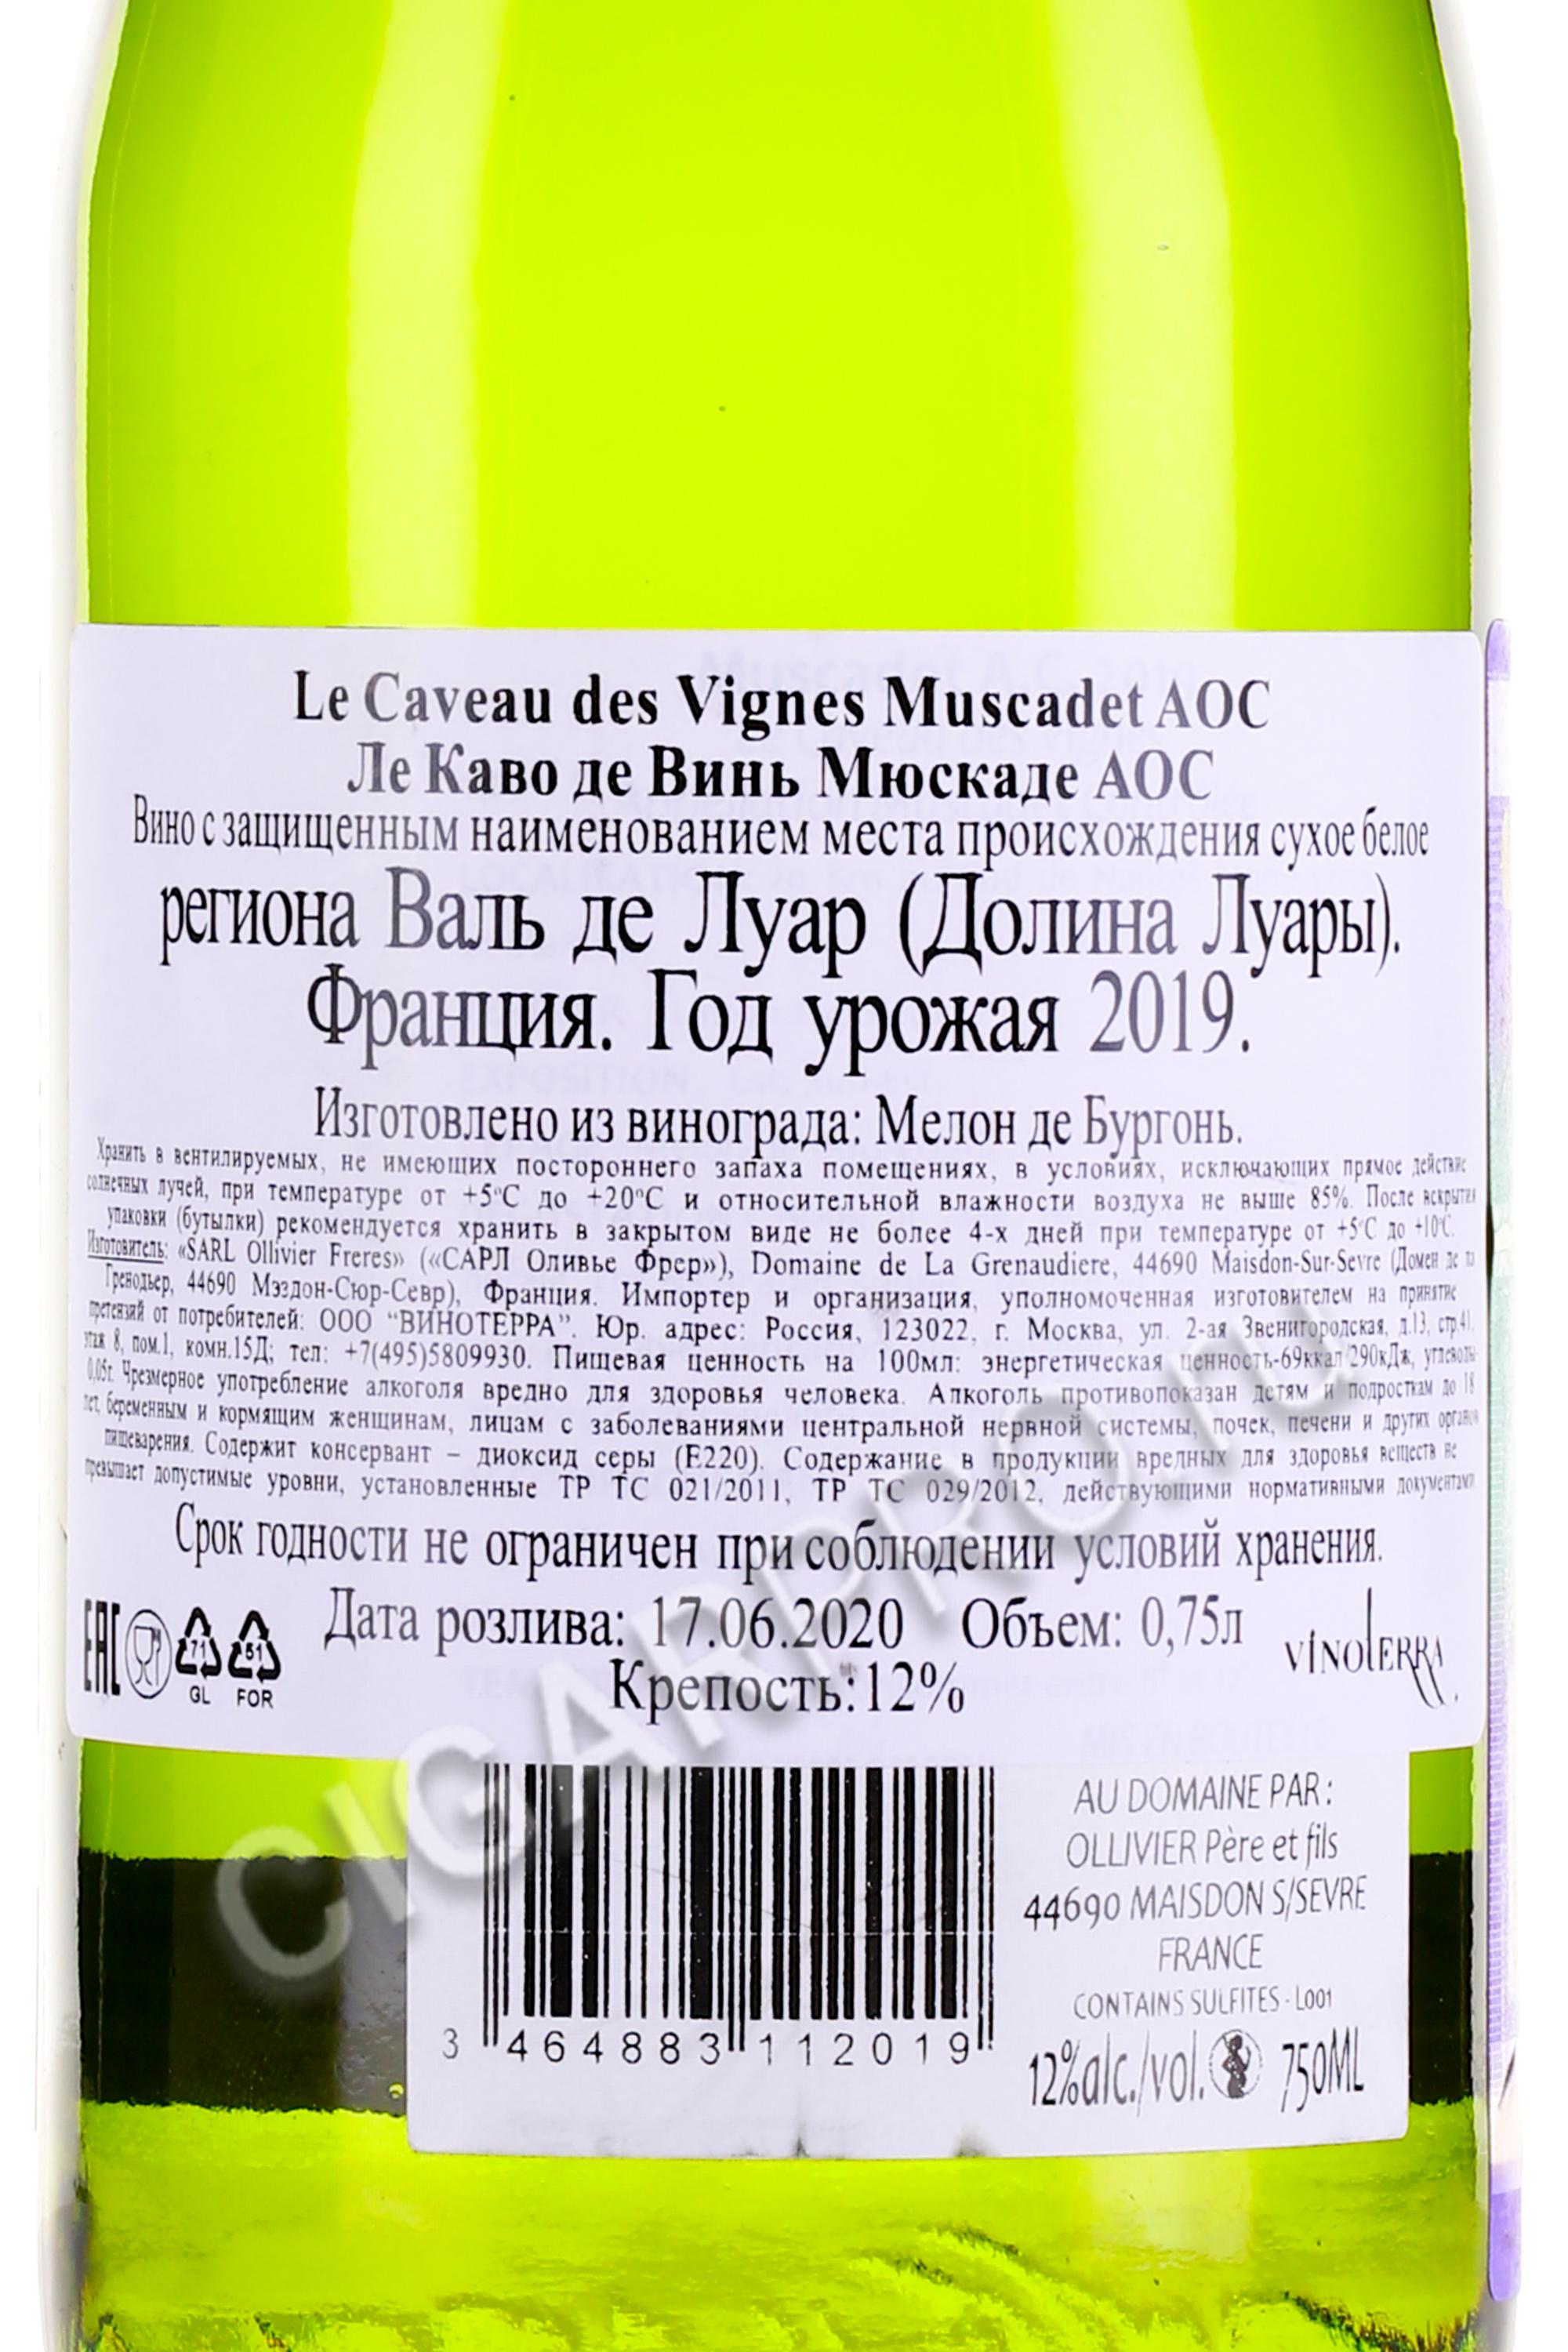 Le Caveau des Vignes Muscadet AOC
Ле Каво де Винь Мюскаде АОС
Вино с защищенным наименованием места происхождения сухое белое
региона Валь де Луар (Долина Луары).
Франция. Год урожая 2019.
Изготовлено из винограда: Мелон де Бургонь.
Хранить в вентилируемых, не имеющих постороннего запаха помещениях, в условиях, исключающих прямое действие
солнечных лучей, при температуре от +5°С до +20°С и относительной влажности воздуха не выше 85%. После вскрытия
упаковки (бутылки) рекомендуется хранить в закрытом виде не более 4-х дней при температуре от +5°С до +10°С.
Изготовитель: «SARL Ollivier Freres» («САРЛ Оливье Фрер»), Domaine de La Grenaudiere, 44690 Maisdon-Sur-Sevre (Домен де ла
Гренодьер, 44690 Мэздон-Сюр-Севр), Франция. Импортер и организация, уполномоченная изготовителем на принятие
претензий от потребителей: ООО “ВИНОТЕРРА”. Юр. адрес: Россия, 123022, г. Москва, ул. 2-ая Звенигородская, д.13, стр.41,
этаж 8, пом.1, комн.15Д; тел: +7(495)5809930. Пищевая ценность на 100мл: энергетическая ценность-69ккал/290кДж, углеводы
0,05г. Чрезмерное употребление алкоголя вредно для здоровья человека. Алкоголь противопоказан детям и подросткам до 18
лет, беременным и кормящим женщинам, лицам с заболеваниями центральной нервной системы, почек, печени и других органов
пищеварения. Содержит консервант – диоксид серы (Е220). Содержание в продукции вредных для здоровья веществ не
превышает допустимые уровни, установленные ТР ТС 021/2011, ТР ТС 029/2012, действующими нормативными документами
Срок годности не ограничен при соблюдении условий хранения.
Дата розлива: 17.06.2020 Объем: 0,75л
Крепость:12%
EAC
71
GL
51
FOR
VINOTERRA
AU DOMAINE PAR :
OLLIVIER Père et fils
44690 MAISDON S/SEVRE
FRANCE
CONTAINS SULFITES - L001
12%alc./vol. 750ML
3 464883 112019
CIGARPRO.ru